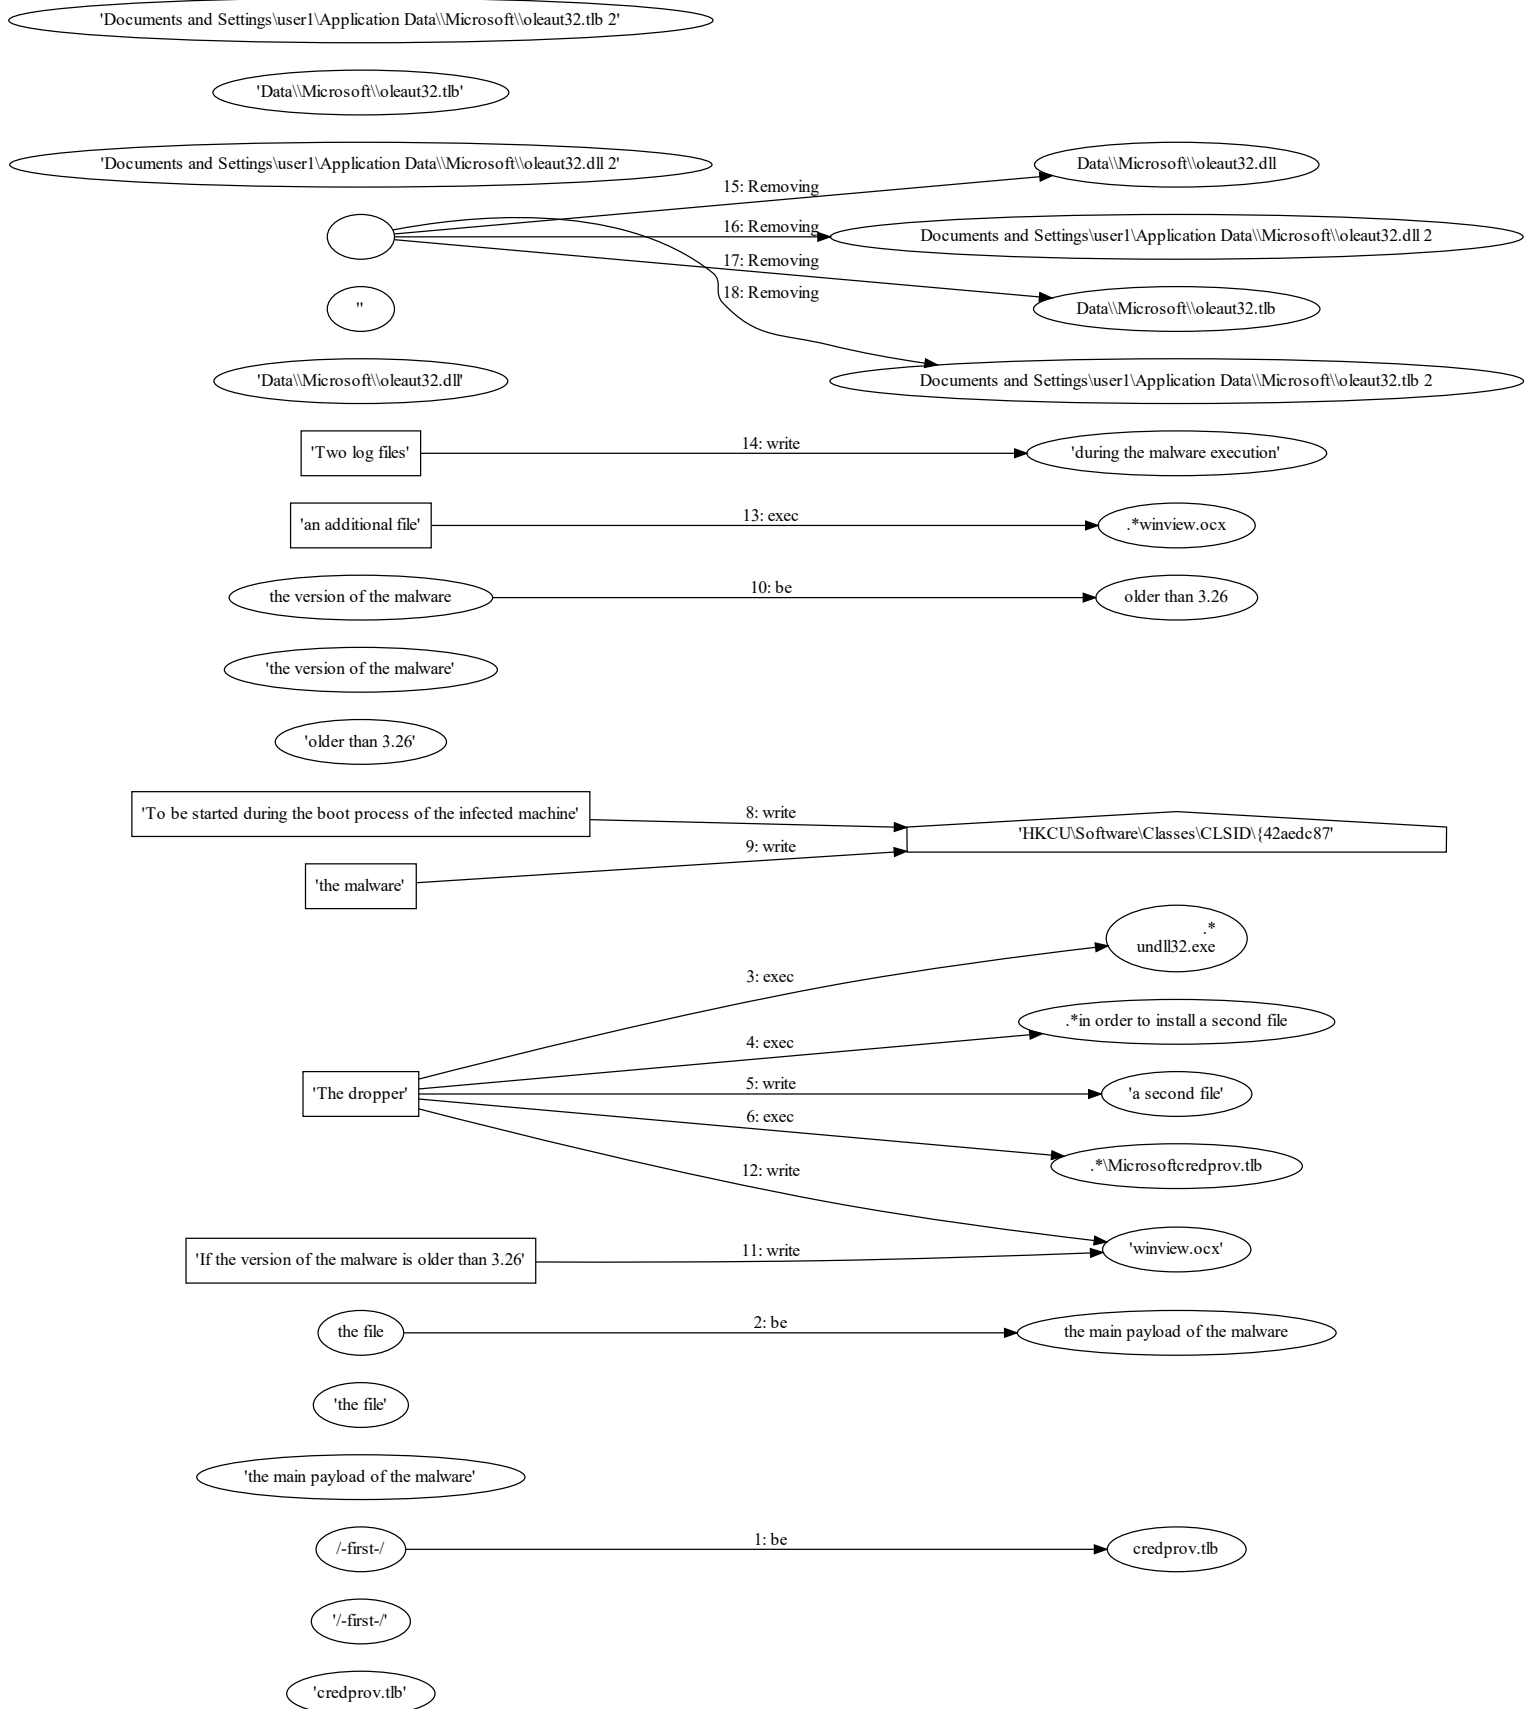 'Documents and Settings\user1\Application Data\\Microsoft\\oleaut32.tlb 2'
'Data\\Microsoft\\oleaut32.tlb'
'Documents and Settings\user1\Application Data\\Microsoft\\oleaut32.dll 2'
Data\\Microsoft\\oleaut32.dll
15: Removing
16: Removing
Documents and Settings\user1\Application Data\\Microsoft\\oleaut32.dll 2
17: Removing
18: Removing
''
Data\\Microsoft\\oleaut32.tlb
'Data\\Microsoft\\oleaut32.dll'
Documents and Settings\user1\Application Data\\Microsoft\\oleaut32.tlb 2
'Two log files'
14: write
'during the malware execution'
'an additional file'
13: exec
.*winview.ocx
the version of the malware
10: be
older than 3.26
'the version of the malware'
'older than 3.26'
'To be started during the boot process of the infected machine'
8: write
'HKCU\Software\Classes\CLSID\{42aedc87'
9: write
'the malware'
.*
undll32.exe
3: exec
.*in order to install a second file
4: exec
'The dropper'
5: write
'a second file'
6: exec
.*\Microsoftcredprov.tlb
12: write
'If the version of the malware is older than 3.26'
11: write
'winview.ocx'
the file
2: be
the main payload of the malware
'the file'
'the main payload of the malware'
/-first-/
1: be
credprov.tlb
'/-first-/'
'credprov.tlb'